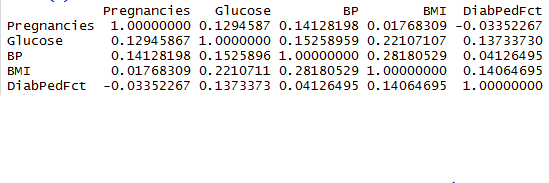 Pregnancies Glucose BP BMI DiabPedFct
Pregnancies 1.00000000 0.1294587 0.14128198 0.01768309 -0.03352267
Glucose 0.12945867 1.0000000 0.15258959 0.22107107 0.13733730
BP 0.14128198 0.1525896 1.00000000 0.28180529 0.04126495
BMI 0.01768309 0.2210711 0.28180529 1.00000000 0.14064695
DiabPedFct -0.03352267 0.1373373 0.04126495 0.14064695 1.00000000